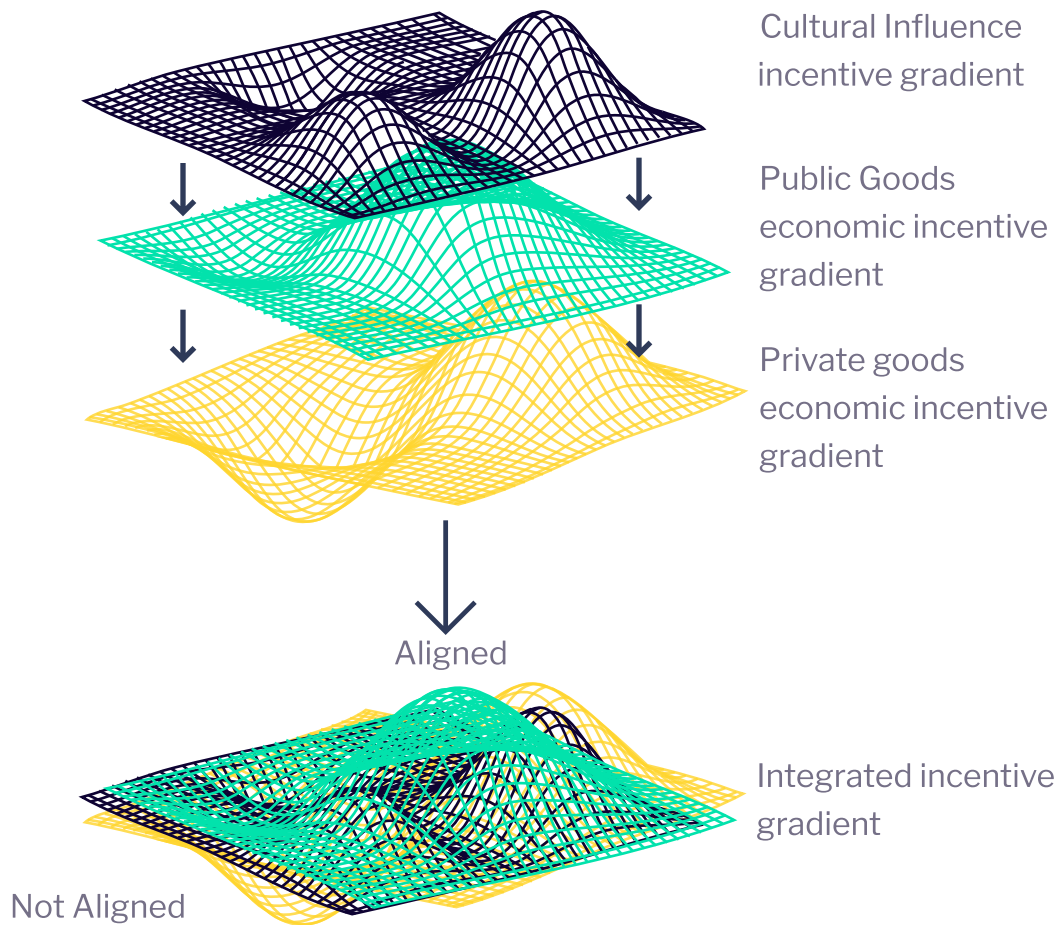 Cultural Influence
incentive gradient
Public Goods
economic incentive
gradient
Private goods
economic incentive
gradient
Aligned
Integrated incentive
gradient
Not Aligned